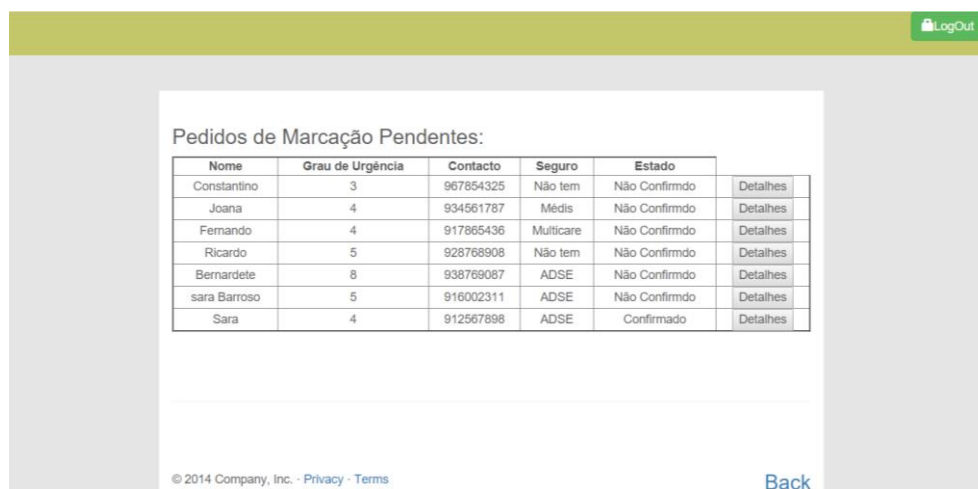 LogOut
Pedidos de Marcação Pendentes:
Nome Grau de Urgência Contacto Seguro Estado
Constantino 3 967854325 Não tem Não Confirmdo Detalhes
Joana 4 934561787 Médis Não Confirmdo Detalhes
Fernando 4 917865436 Multicare Não Confirmdo Detalhes
Ricardo 5 928768908 Não tem Não Confirmdo Detalhes
Bernardete 8 938769087 ADSE Não Confirmdo Detalhes
sara Barroso 5 916002311 ADSE Não Confirmdo Detalhes
Sara 4 912567898 ADSE Confirmado Detalhes
© 2014 Company, Inc. · Privacy · Terms Back